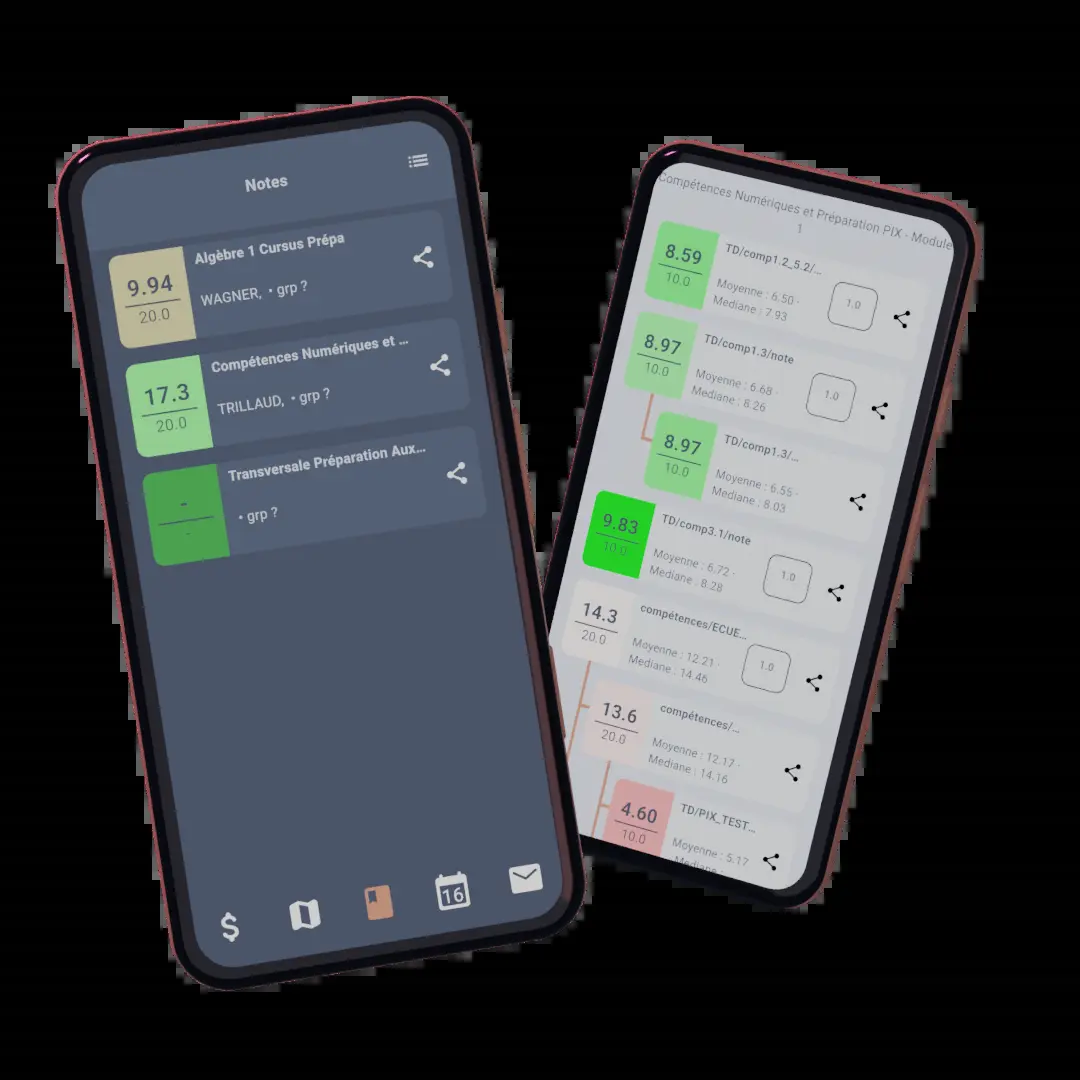 Notes
Algèbre 1 Cursus Prépa
9.94
20.0
WAGNER, • grp ?
Compétences Numériques et ...
17.3
20.0
TRILLAUD, • grp ?
Transversale Préparation Aux...
-
-
• grp ?
$
16
Compétences Numériques et Préparation PIX - Module
1
8.59
10.0
TD/comp1.2_5.2/...
Moyenne : 6.50 ·
Mediane : 7.93
1.0
8.97
10.0
TD/comp1.3/note
Moyenne : 6.68 ·
Mediane : 8.26
1.0
8.97
10.0
TD/comp1.3/...
Moyenne : 6.55 ·
Mediane : 8.03
9.83
10.0
TD/comp3.1/note
Moyenne : 6.72 ·
Mediane : 8.28
1.0
14.3
20.0
compétences/ECUE...
Moyenne : 12.21 ·
Mediane : 14.46
1.0
13.6
20.0
compétences/...
Moyenne : 12.17 ·
Mediane : 14.16
4.60
10.0
TD/PIX_TEST...
Moyenne : 5.17
Mediane :